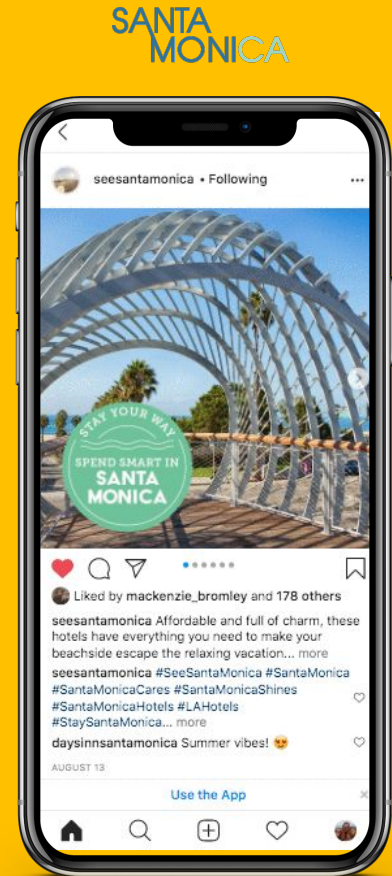 SANTA
MONICA
seesantamonica • Following
STAY YOUR WAY
SPEND SMART IN
SANTA
MONICA
Liked by mackenzie_bromley and 178 others
seesantamonica Affordable and full of charm, these
hotels have everything you need to make your
beachside escape the relaxing vacation... more
seesantamonica #SeeSantaMonica #SantaMonica
#SantaMonicaCares #SantaMonicaShines
#SantaMonicaHotels #LAHotels
#StaySantaMonica... more
daysinnsantamonica Summer vibes! 😍
AUGUST 13
Use the App